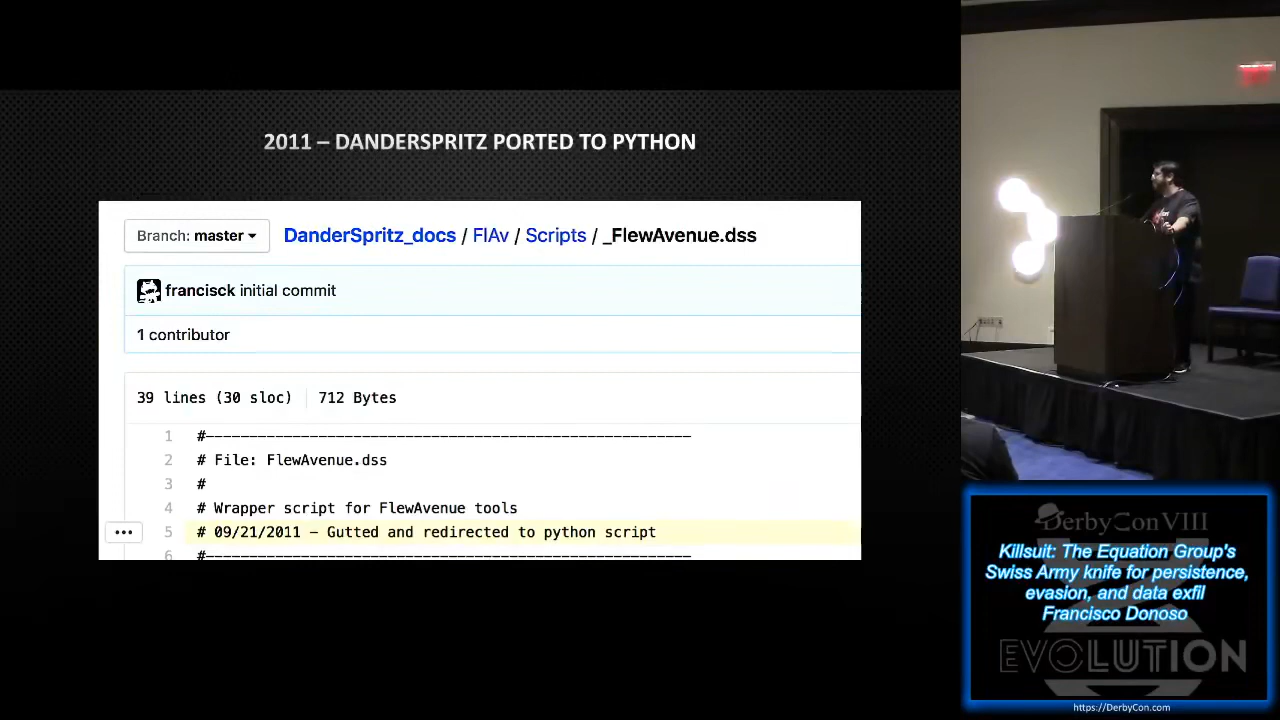 2011 – DANDERSPRITZ PORTED TO PYTHON
Branch: master
DanderSpritz_docs / FlAv / Scripts / _FlewAvenue.dss
francisck initial commit
1 contributor
39 lines (30 sloc) 712 Bytes
1 #--------------------------------------------------------
2 # File: FlewAvenue.dss
3 #
4 # Wrapper script for FlewAvenue tools
••• 5 # 09/21/2011 – Gutted and redirected to python script
6 #--------------------------------------------------------
DerbyCon VIII
Killsuit: The Equation Group's
Swiss Army knife for persistence,
evasion, and data exfil
Francisco Donoso
EVOLUTION
https://DerbyCon.com